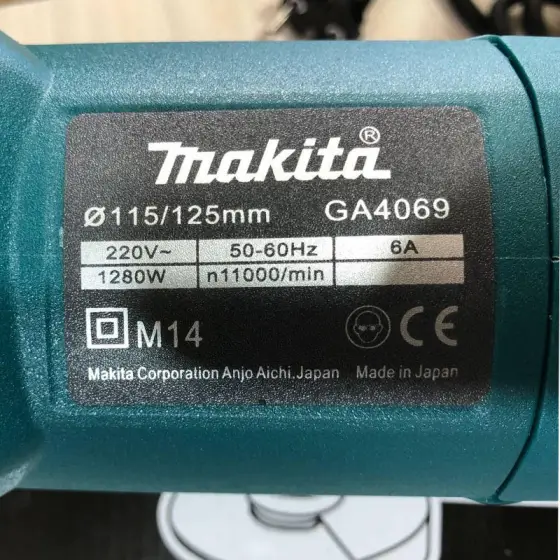 makita®
Ø115/125mm GA4069
220V~ 50-60Hz 6A
1280W n11000/min
M14 CE
Makita Corporation Anjo Aichi.Japan Made in Japan